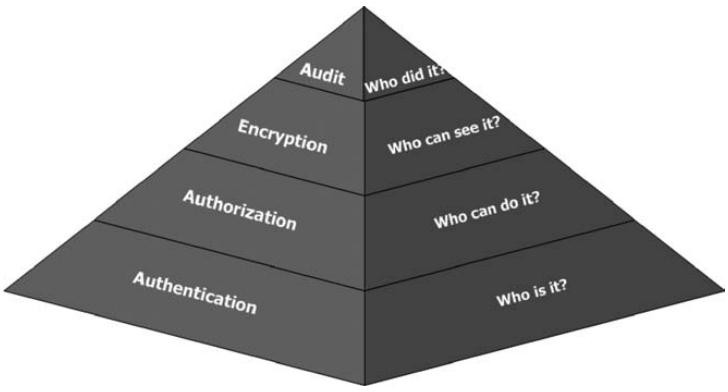 Audit
Who did it?
Encryption
Who can see it?
Authorization
Who can do it?
Authentication
Who is it?